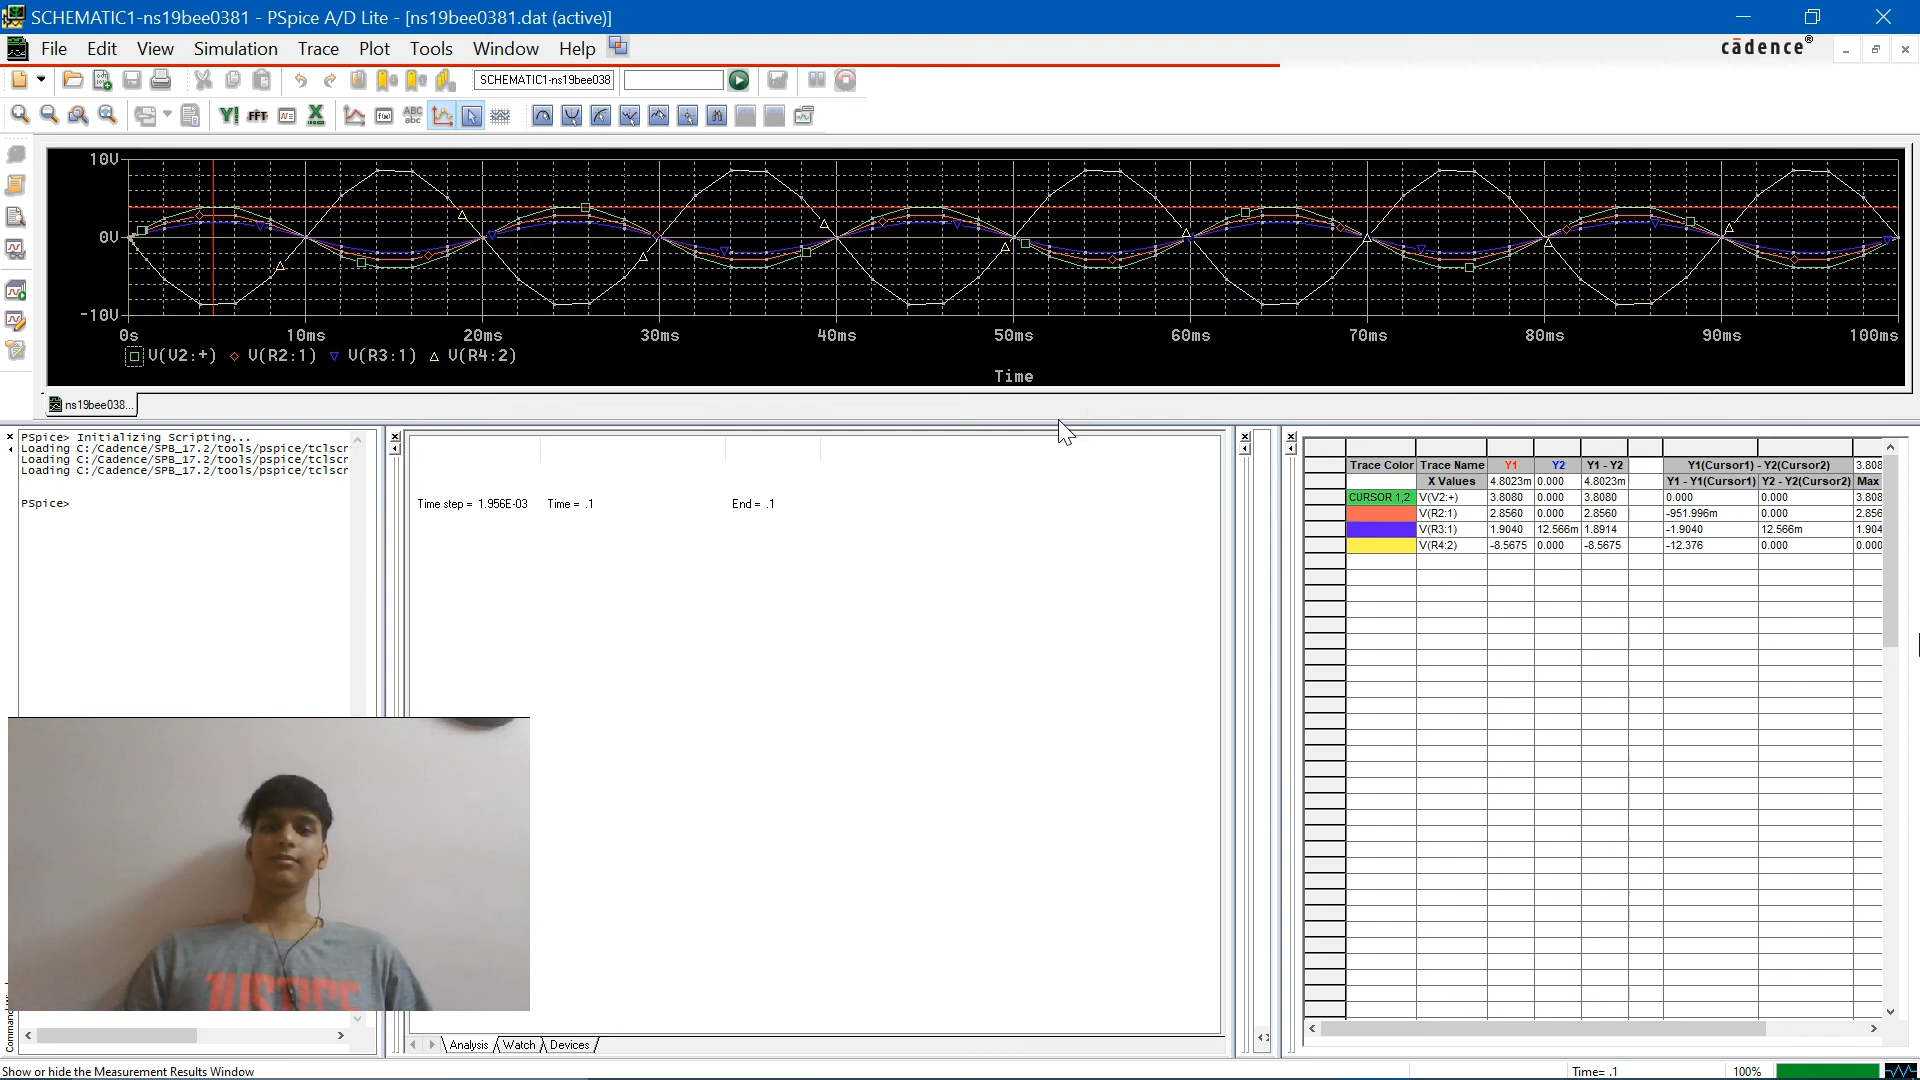 SCHEMATIC1-ns19bee0381 - PSpice A/D Lite - [ns19bee0381.dat (active)]
File Edit View Simulation Trace Plot Tools Window Help
cādence®
SCHEMATIC1-ns19bee038
FFT
ABC
abc
10V
0V
-10V
0s 10ms 20ms 30ms 40ms 50ms 60ms 70ms 80ms 90ms 100ms
V(V2:+) V(R2:1) V(R3:1) V(R4:2)
Time
ns19bee038...
PSpice> Initializing Scripting...
Loading C:/Cadence/SPB_17.2/tools/pspice/tclscr
Loading C:/Cadence/SPB_17.2/tools/pspice/tclscr
Loading C:/Cadence/SPB_17.2/tools/pspice/tclscr
PSpice>
Time step = 1.956E-03 Time = .1 End = .1
Trace Color Trace Name Y1 Y2 Y1 - Y2 Y1(Cursor1) - Y2(Cursor2) 3.808
X Values 4.8023m 0.000 4.8023m Y1 - Y1(Cursor1) Y2 - Y2(Cursor2) Max
CURSOR 1,2 V(V2:+) 3.8080 0.000 3.8080 0.000 0.000 3.808
V(R2:1) 2.8560 0.000 2.8560 -951.996m 0.000 2.856
V(R3:1) 1.9040 12.566m 1.8914 -1.9040 12.566m 1.904
V(R4:2) -8.5675 0.000 -8.5675 -12.376 0.000 0.000
JUSTICE
Analysis Watch Devices
Show or hide the Measurement Results Window
Time= .1 100%